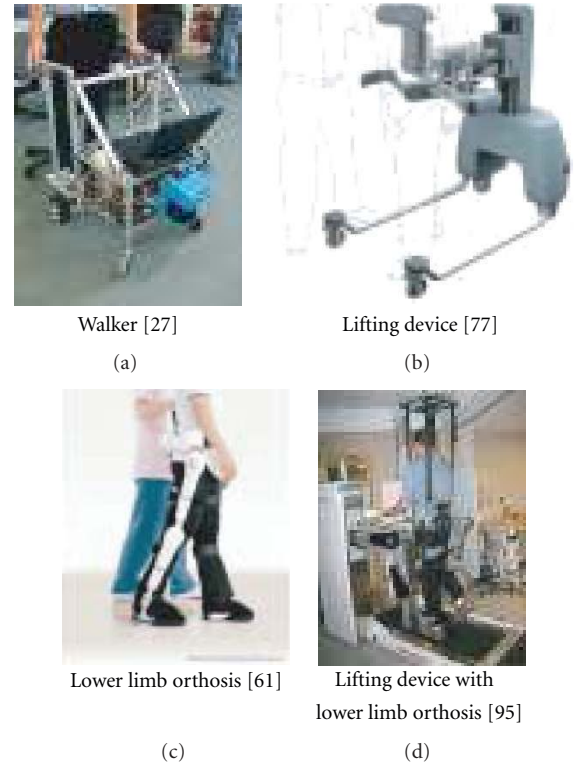 Walker [27]
Lifting device [77]
(a)
(b)
Lower limb orthosis [61]
Lifting device with
lower limb orthosis [95]
(c)
(d)